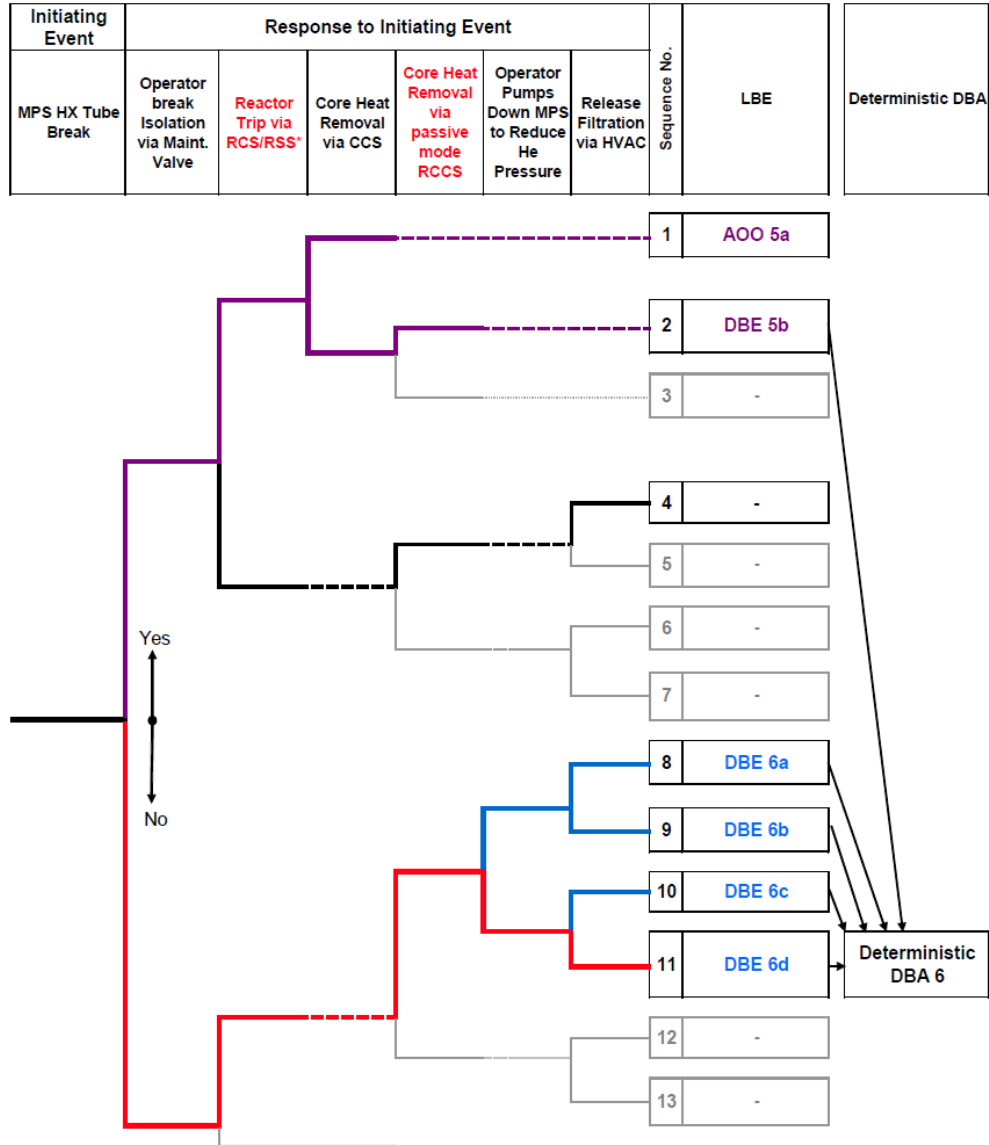 Initiating
Event
Response to Initiating Event
Sequence No.
LBE
Deterministic DBA
MPS HX Tube
Break
Operator
break
Isolation
via Maint.
Valve
Reactor
Trip via
RCS/RSS*
Core Heat
Removal
via CCS
Core Heat
Removal
via
passive
mode
RCCS
Operator
Pumps
Down MPS
to Reduce
He
Pressure
Release
Filtration
via HVAC
1 AOO 5a
2 DBE 5b
3 -
4 -
5 -
6 -
7 -
Yes
No
8 DBE 6a
9 DBE 6b
10 DBE 6c
11 DBE 6d
Deterministic
DBA 6
12 -
13 -